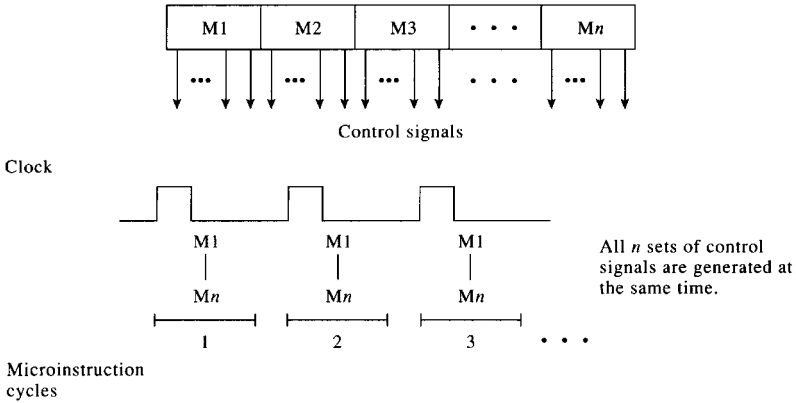 M1 M2 M3 . . . Mn
... ... ... . . . ...
Control signals
Clock
M1 M1 M1
Mn Mn Mn
All n sets of control
signals are generated at
the same time.
1 2 3 . . .
Microinstruction
cycles